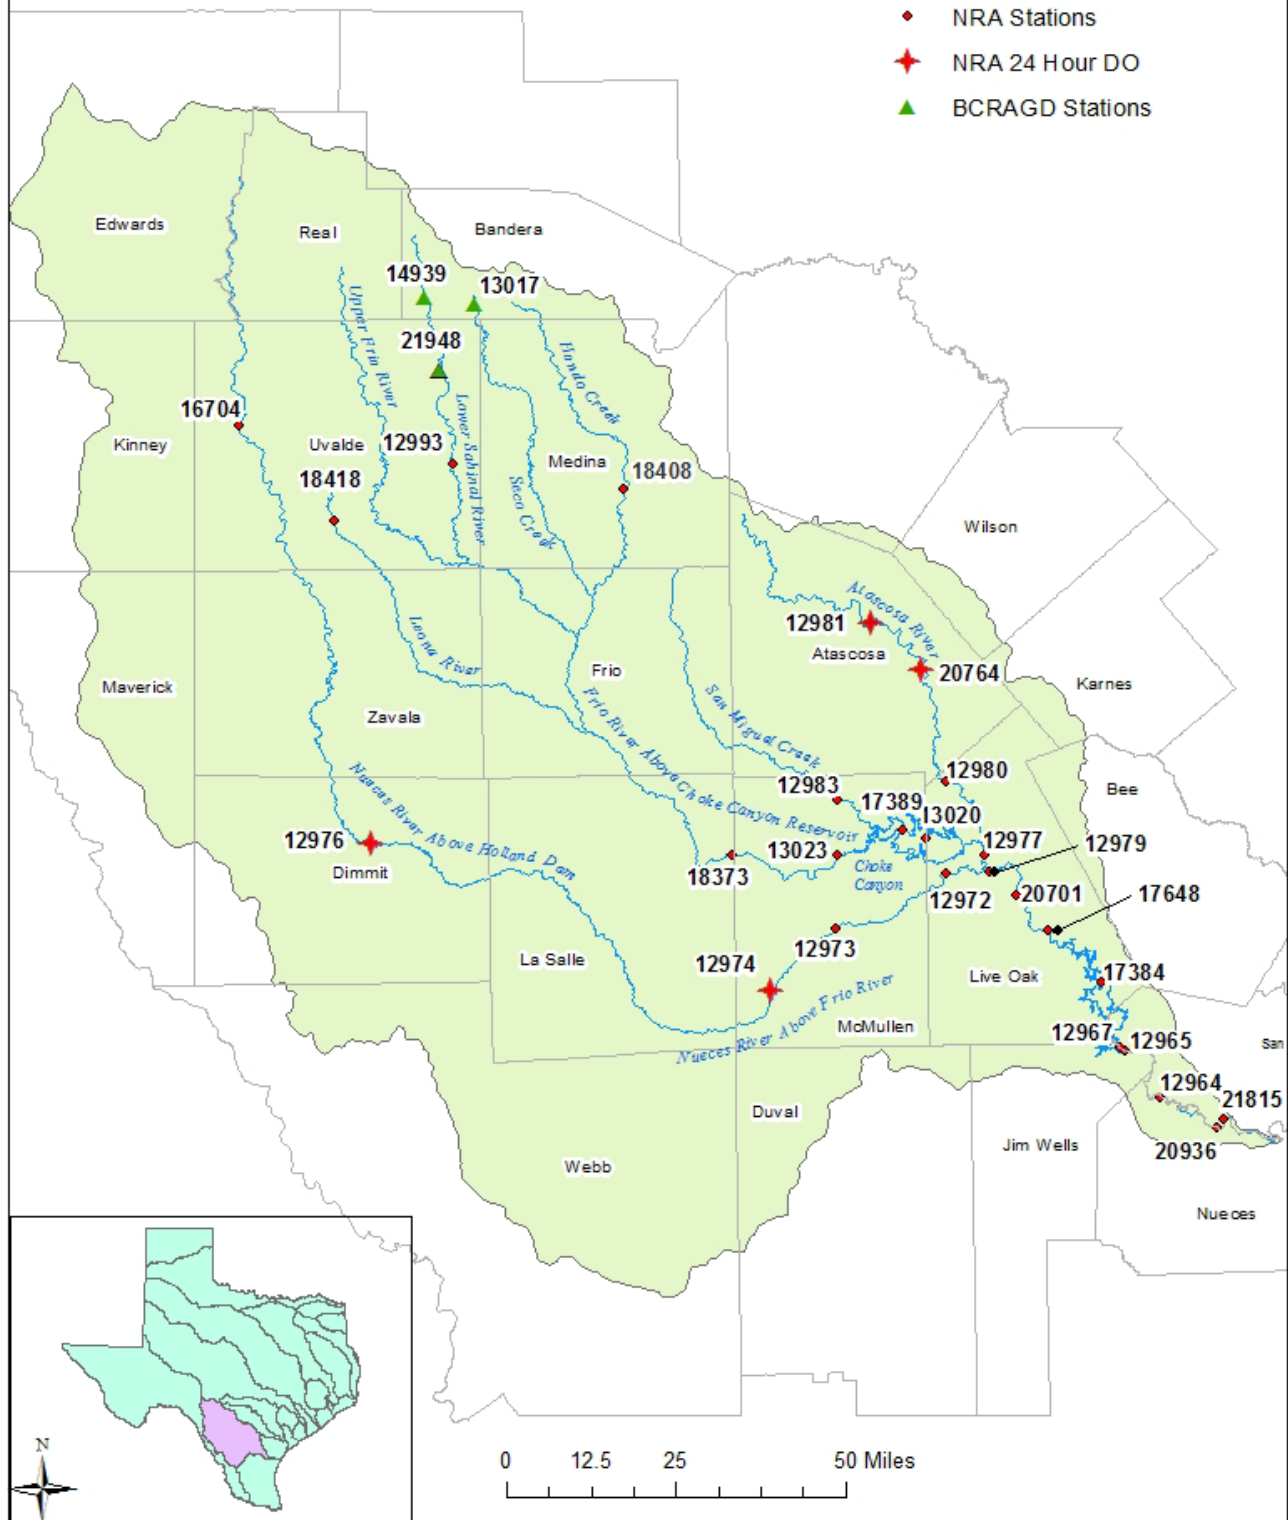 NRA Stations
NRA 24 Hour DO
BCRAGD Stations
Edwards
Real
Bandera
14939
13017
Upper Frio River
21948
Hondo Creek
16704
Kinney
Uvalde
12993
Lower Sabinal River
Medina
18408
18418
Seco Creek
Wilson
Atascosa River
12981
Atascosa
20764
Leona River
Frio
Maverick
Zavala
Karnes
San Miguel Creek
Frio River Above Choke Canyon Reservoir
12980
12983
17389
13020
Bee
Nueces River Above Holland Dam
12976
Dimmit
13023
12977
12979
18373
Choke
Canyon
12972
20701
17648
12973
La Salle
12974
Live Oak
17384
Nueces River Above Frio River
McMullen
12967
12965
San
12964
21815
Duval
Jim Wells
20936
Webb
Nueces
N
0 12.5 25 50 Miles